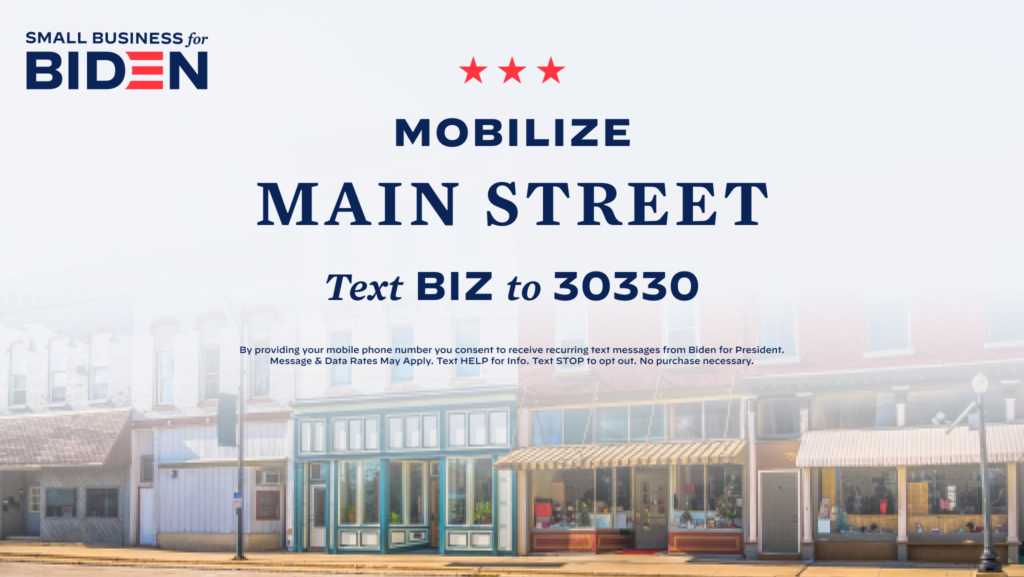 SMALL BUSINESS for
BIDEN
MOBILIZE
MAIN STREET
Text BIZ to 30330
By providing your mobile phone number you consent to receive recurring text messages from Biden for President.
Message & Data Rates May Apply. Text HELP for Info. Text STOP to opt out. No purchase necessary.